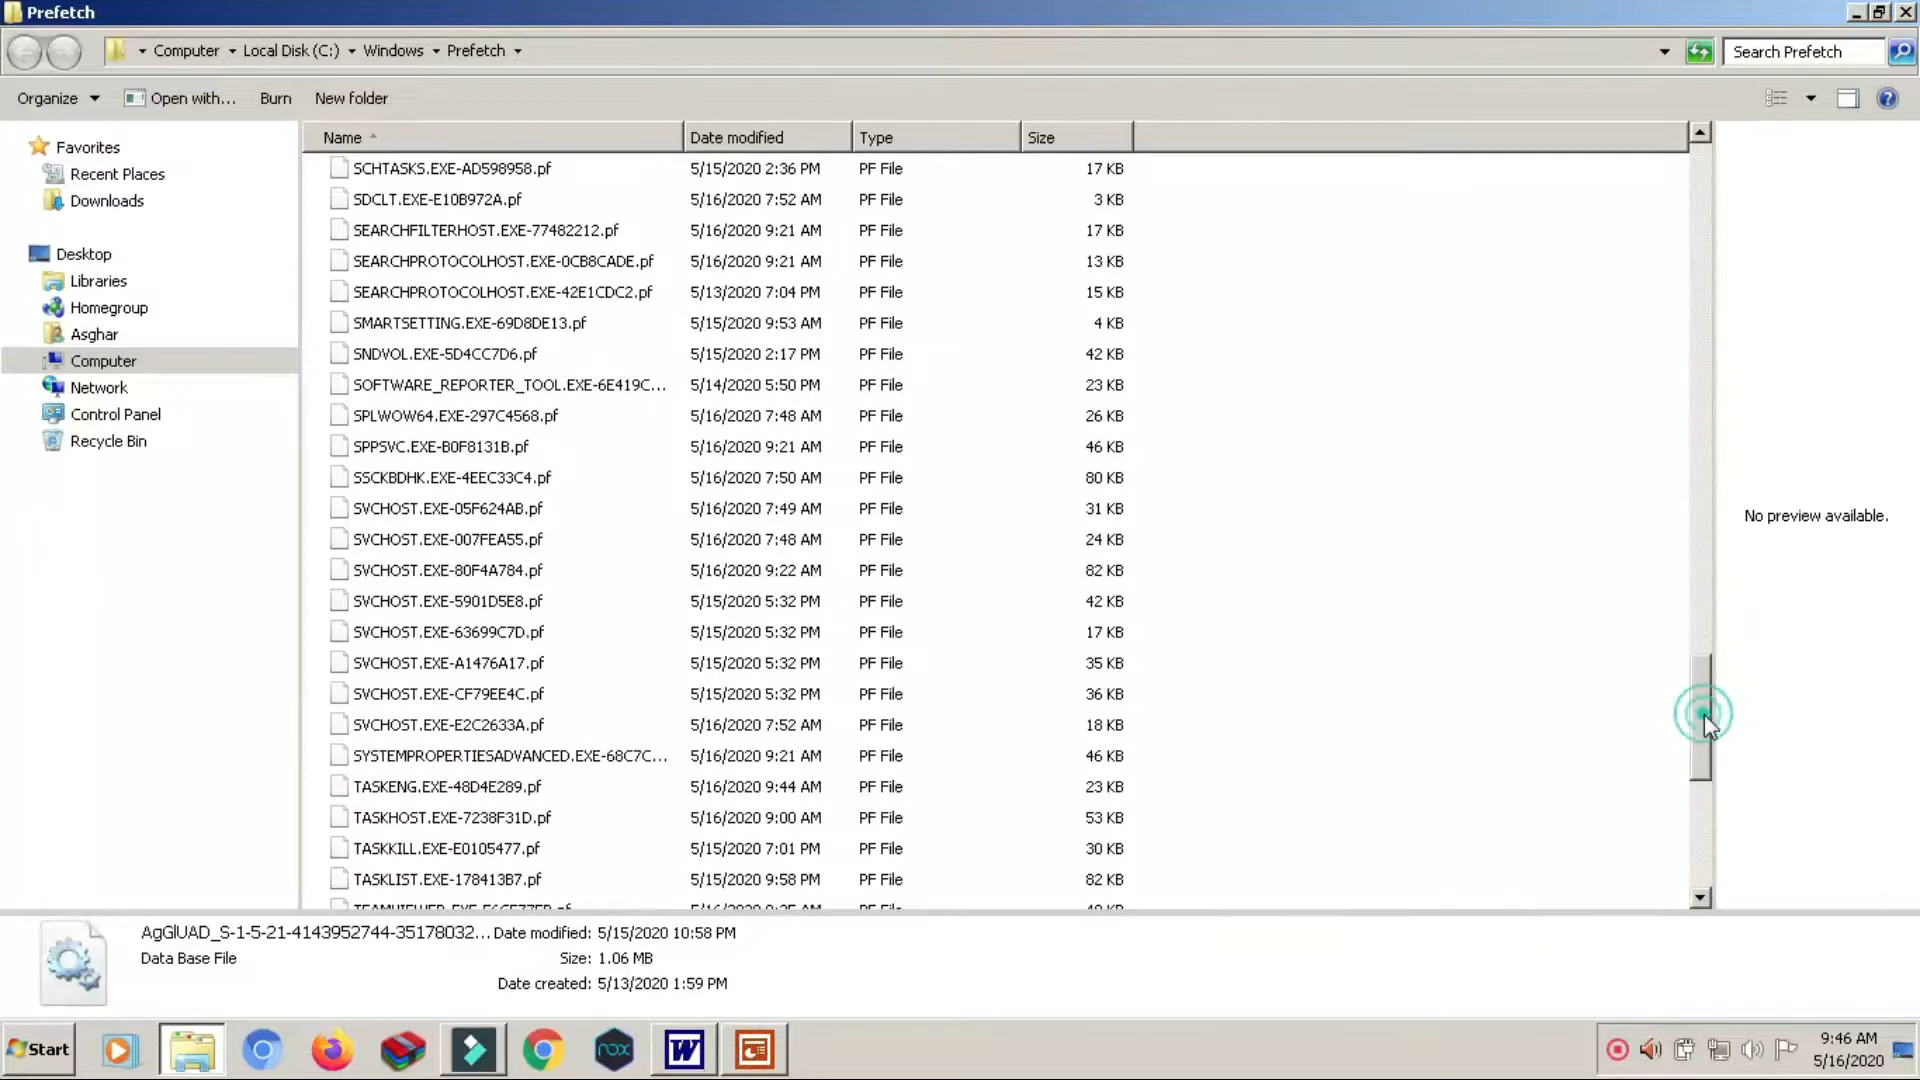 Prefetch
Computer Local Disk (C:) Windows Prefetch
Search Prefetch
Organize Open with... Burn New folder
Favorites
Recent Places
Downloads
Desktop
Libraries
Homegroup
Asghar
Computer
Network
Control Panel
Recycle Bin
Name Date modified Type Size
SCHTASKS.EXE-AD598958.pf 5/15/2020 2:36 PM PF File 17 KB
SDCLT.EXE-E10B972A.pf 5/16/2020 7:52 AM PF File 3 KB
SEARCHFILTERHOST.EXE-77482212.pf 5/16/2020 9:21 AM PF File 17 KB
SEARCHPROTOCOLHOST.EXE-0CB8CADE.pf 5/16/2020 9:21 AM PF File 13 KB
SEARCHPROTOCOLHOST.EXE-42E1CDC2.pf 5/13/2020 7:04 PM PF File 15 KB
SMARTSETTING.EXE-69D8DE13.pf 5/15/2020 9:53 AM PF File 4 KB
SNDVOL.EXE-5D4CC7D6.pf 5/15/2020 2:17 PM PF File 42 KB
SOFTWARE_REPORTER_TOOL.EXE-6E419C... 5/14/2020 5:50 PM PF File 23 KB
SPLWOW64.EXE-297C4568.pf 5/16/2020 7:48 AM PF File 26 KB
SPPSVC.EXE-B0F8131B.pf 5/16/2020 9:21 AM PF File 46 KB
SSCKBDHK.EXE-4EEC33C4.pf 5/16/2020 7:50 AM PF File 80 KB
SVCHOST.EXE-05F624AB.pf 5/16/2020 7:49 AM PF File 31 KB
SVCHOST.EXE-007FEA55.pf 5/16/2020 7:48 AM PF File 24 KB
SVCHOST.EXE-80F4A784.pf 5/16/2020 9:22 AM PF File 82 KB
SVCHOST.EXE-5901D5E8.pf 5/15/2020 5:32 PM PF File 42 KB
SVCHOST.EXE-63699C7D.pf 5/15/2020 5:32 PM PF File 17 KB
SVCHOST.EXE-A1476A17.pf 5/15/2020 5:32 PM PF File 35 KB
SVCHOST.EXE-CF79EE4C.pf 5/15/2020 5:32 PM PF File 36 KB
SVCHOST.EXE-E2C2633A.pf 5/16/2020 7:52 AM PF File 18 KB
SYSTEMPROPERTIESADVANCED.EXE-68C7C... 5/16/2020 9:21 AM PF File 46 KB
TASKENG.EXE-48D4E289.pf 5/16/2020 9:44 AM PF File 23 KB
TASKHOST.EXE-7238F31D.pf 5/16/2020 9:00 AM PF File 53 KB
TASKKILL.EXE-E0105477.pf 5/15/2020 7:01 PM PF File 30 KB
TASKLIST.EXE-178413B7.pf 5/15/2020 9:58 PM PF File 82 KB
No preview available.
AgGlUAD_S-1-5-21-4143952744-35178032... Date modified: 5/15/2020 10:58 PM
Data Base File Size: 1.06 MB
Date created: 5/13/2020 1:59 PM
Start
nox
W
9:46 AM
5/16/2020